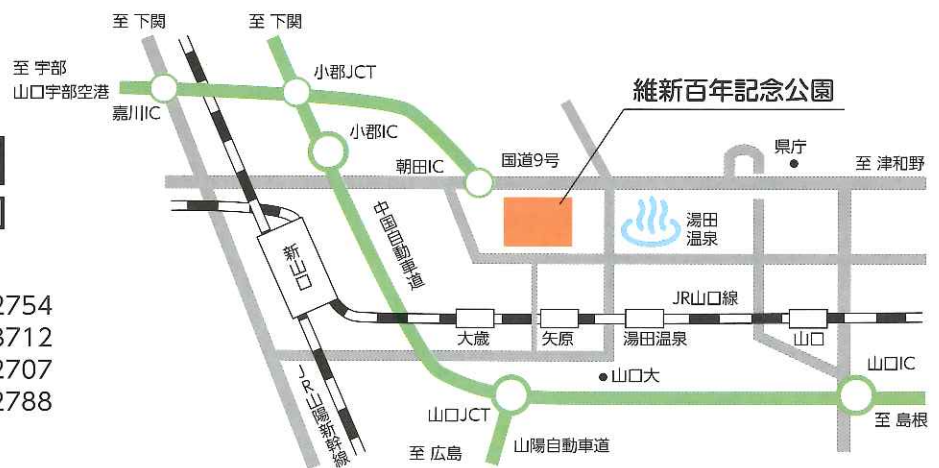 至 下関
至 下関
至 宇部
山口宇部空港
小郡JCT
嘉川IC
維新百年記念公園
小郡IC
朝田IC
国道9号
県庁
至 津和野
中国自動車道
湯田
温泉
新山口
JR山口線
2754
3712
2707
2788
大歳
矢原
湯田温泉
山口
山口大
山口IC
JR山陽新幹線
山口JCT
至 島根
至 広島
山陽自動車道